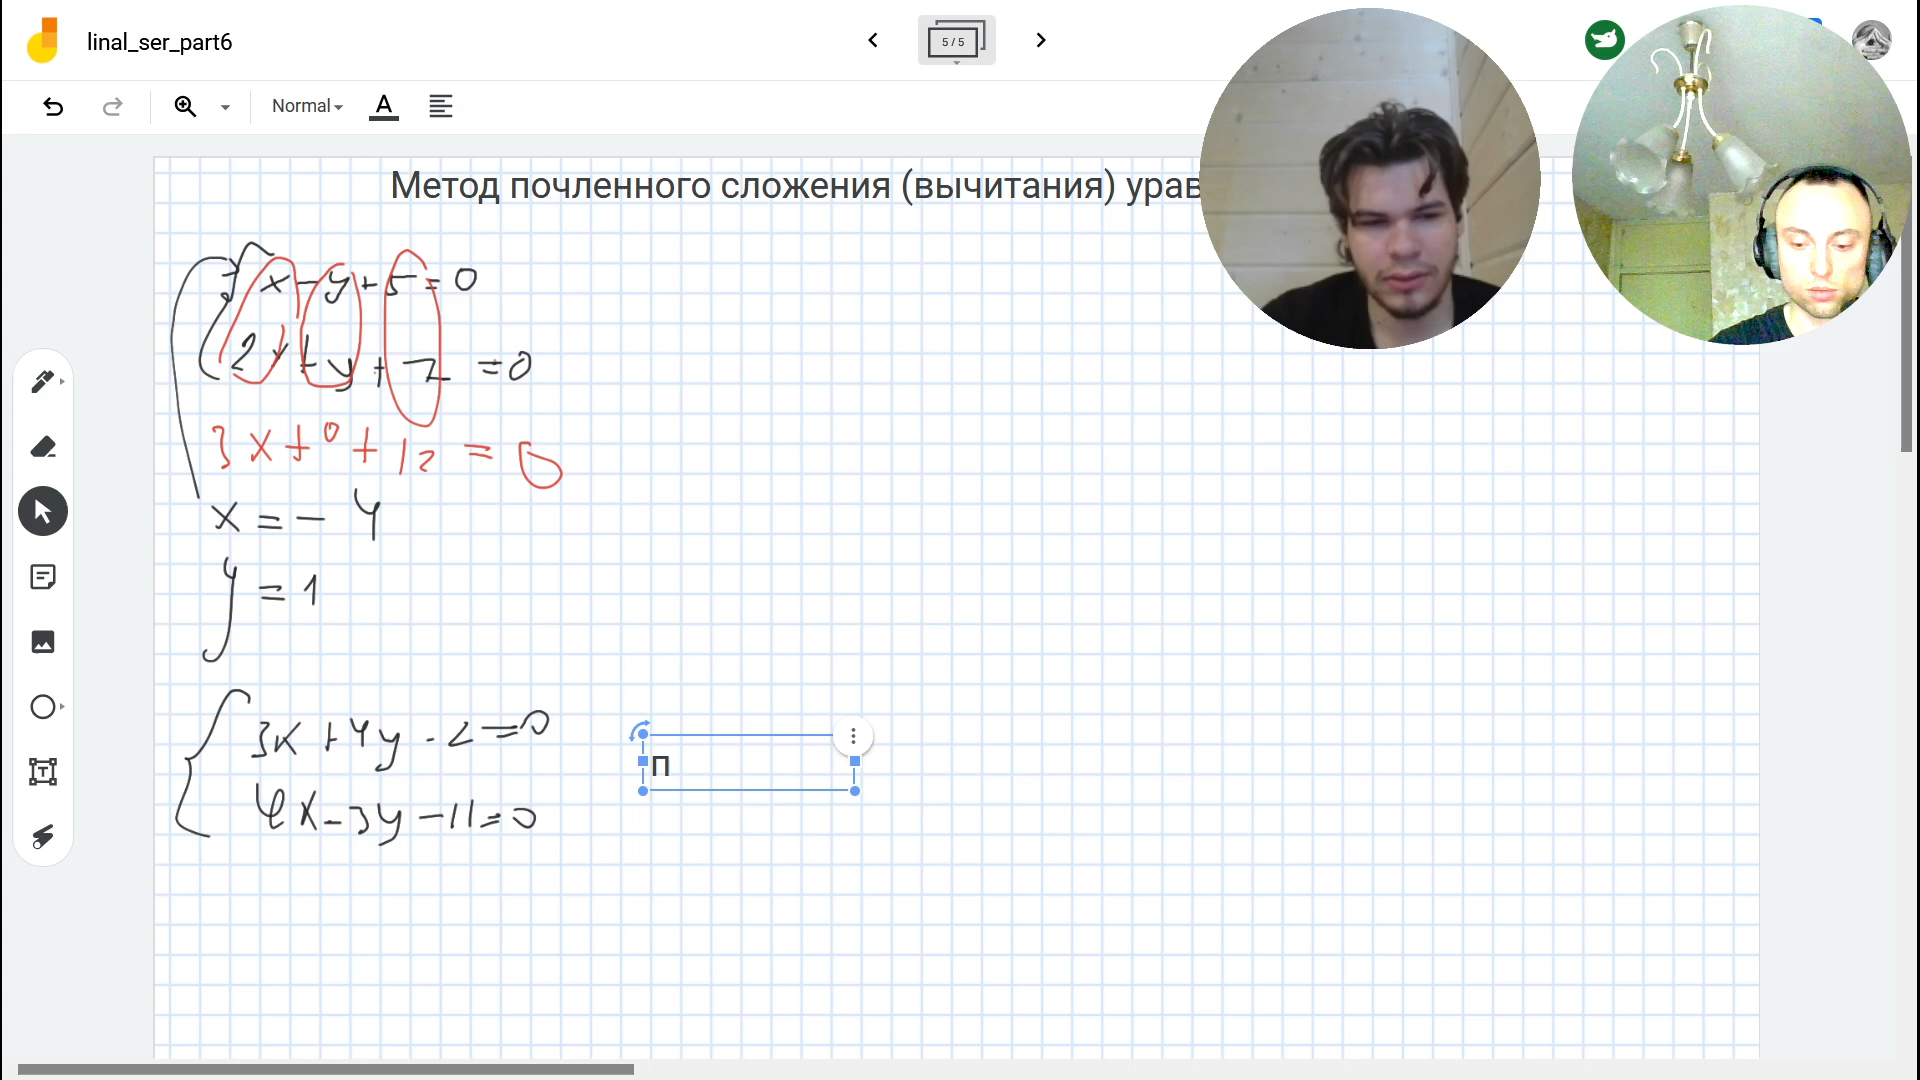 linal_ser_part6
5 / 5
Normal
Метод почленного сложения (вычитания) урав
x - y + 5 = 0
2x + y + 7 = 0
3x + 0 + 12 = 0
x = - 4
y = 1
3x + 4y - 2 = 0
4x - 3y - 11 = 0
П